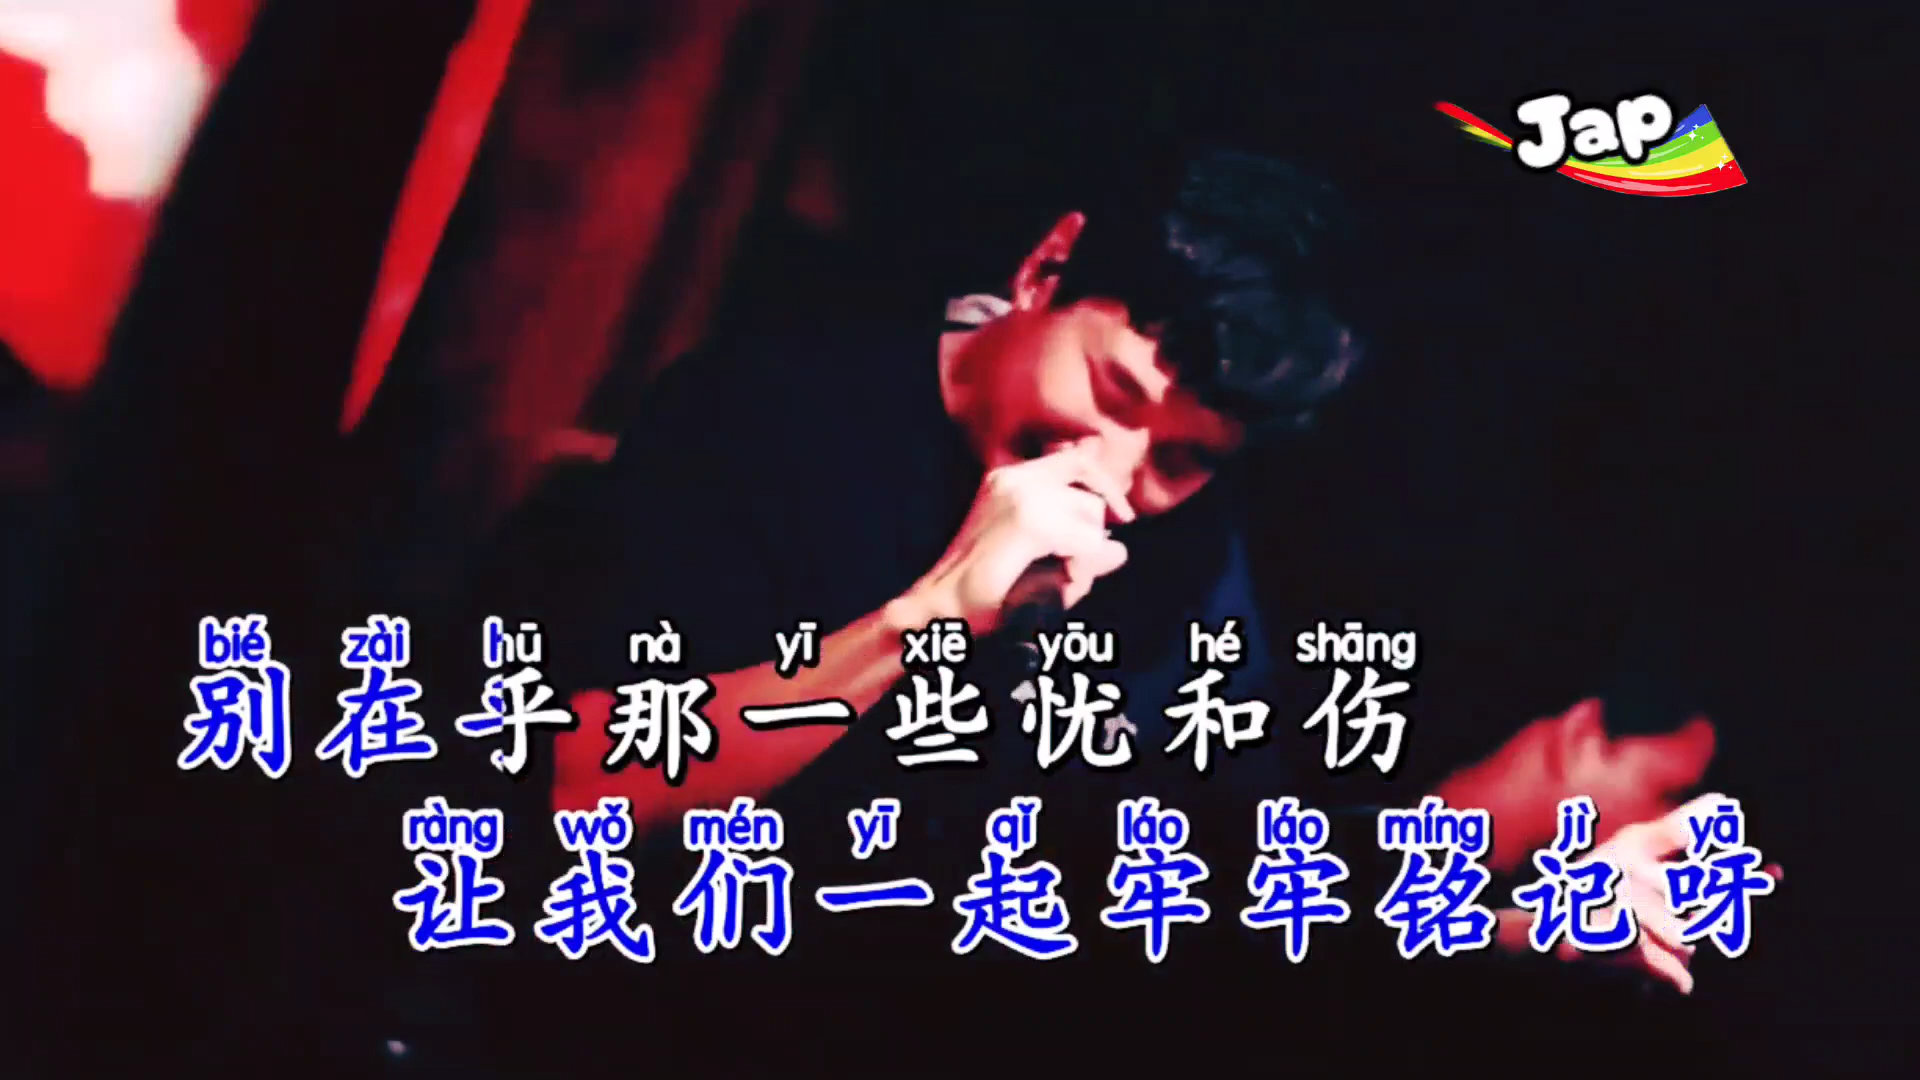 Jap
bié zài hū nà yī xiē yōu hé shāng
别在乎那一些忧和伤
ràng wǒ mén yī qǐ láo láo míng jì yā
让我们一起牢牢铭记呀